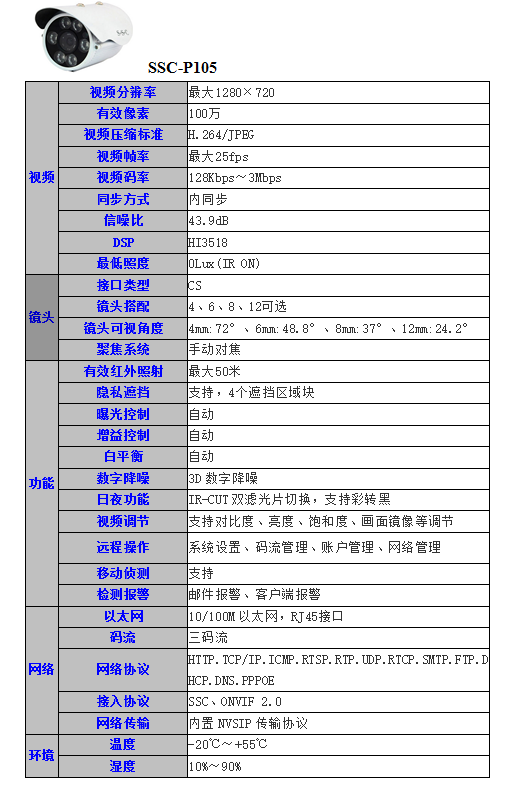 SSC-P105
视频 视频分辨率 最大1280×720
有效像素 100万
视频压缩标准 H.264/JPEG
视频帧率 最大25fps
视频码率 128Kbps~3Mbps
同步方式 内同步
信噪比 43.9dB
DSP HI3518
最低照度 0Lux(IR ON)
镜头 接口类型 CS
镜头搭配 4、6、8、12可选
镜头可视角度 4mm:72°、6mm:48.8°、8mm:37°、12mm:24.2°
聚焦系统 手动对焦
功能 有效红外照射 最大50米
隐私遮挡 支持，4个遮挡区域块
曝光控制 自动
增益控制 自动
白平衡 自动
数字降噪 3D数字降噪
日夜功能 IR-CUT双滤光片切换，支持彩转黑
视频调节 支持对比度、亮度、饱和度、画面镜像等调节
远程操作 系统设置、码流管理、账户管理、网络管理
移动侦测 支持
检测报警 邮件报警、客户端报警
网络 以太网 10/100M以太网，RJ45接口
码流 三码流
网络协议 HTTP.TCP/IP.ICMP.RTSP.RTP.UDP.RTCP.SMTP.FTP.D
HCP.DNS.PPPOE
接入协议 SSC、ONVIF 2.0
网络传输 内置NVSIP传输协议
环境 温度 -20℃~+55℃
湿度 10%~90%